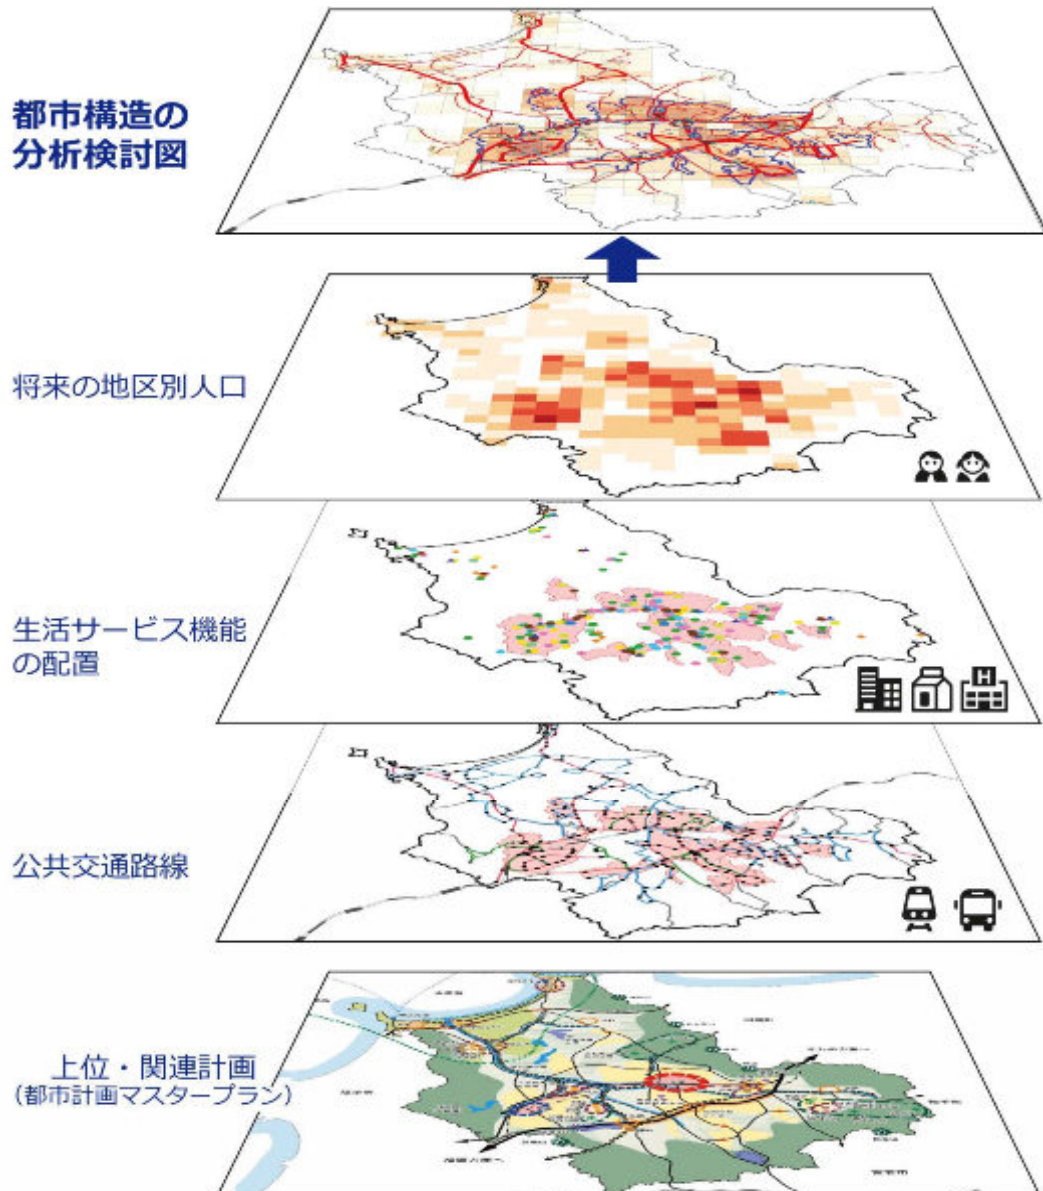 都市構造の
分析検討図
将来の地区別人口
生活サービス機能
の配置
H
公共交通路線
上位・関連計画
(都市計画マスタープラン)